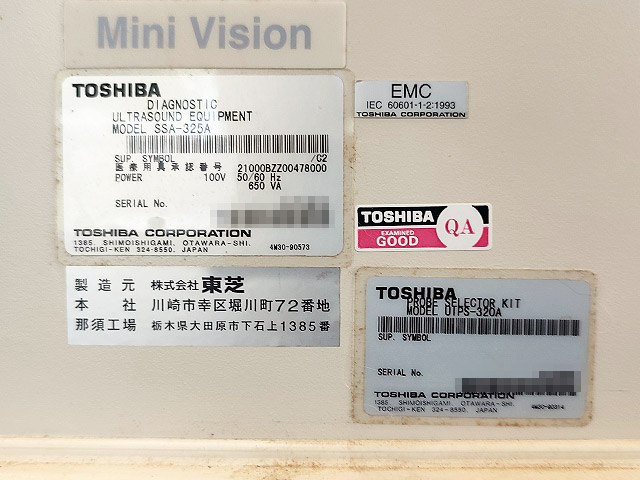 Mini Vision
TOSHIBA
DIAGNOSTIC
ULTRASOUND EQUIPMENT
MODEL SSA-325A
SUP. SYMBOL /C2
医療用具承認番号 21000BZZ00478000
POWER 100V 50/60 Hz
650 VA
SERIAL No.
TOSHIBA CORPORATION
1385. SHIMOISHIGAMI, OTAWARA-SHI.
TOCHIGI-KEN 324-8550. JAPAN 4M30-90573
EMC
IEC 60601-1-2:1993
TOSHIBA CORPORATION
TOSHIBA
EXAMINED
GOOD
QA
製造元 株式会社 東芝
本社 川崎市幸区堀川町72番地
那須工場 栃木県大田原市下石上1385番
TOSHIBA
PROBE SELECTOR KIT
MODEL UTPS-320A
SUP. SYMBOL
SERIAL No.
TOSHIBA CORPORATION
1385. SHIMOISHIGAMI, OTAWARA-SHI.
TOCHIGI-KEN 324-8550, JAPAN 4M30-90314